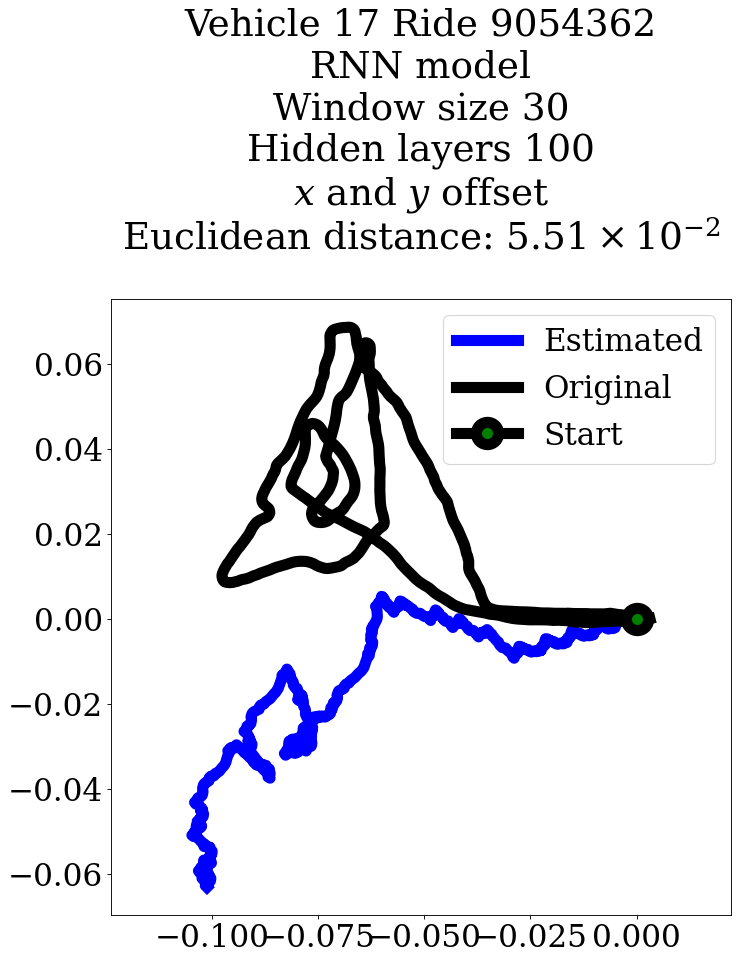 Vehicle 17 Ride 9054362
RNN model
Window size 30
Hidden layers 100
x and y offset
Euclidean distance: 5.51 × 10⁻²
Estimated
Original
Start
0.06
0.04
0.02
0.00
−0.02
−0.04
−0.06
−0.100 −0.075 −0.050 −0.025 0.000